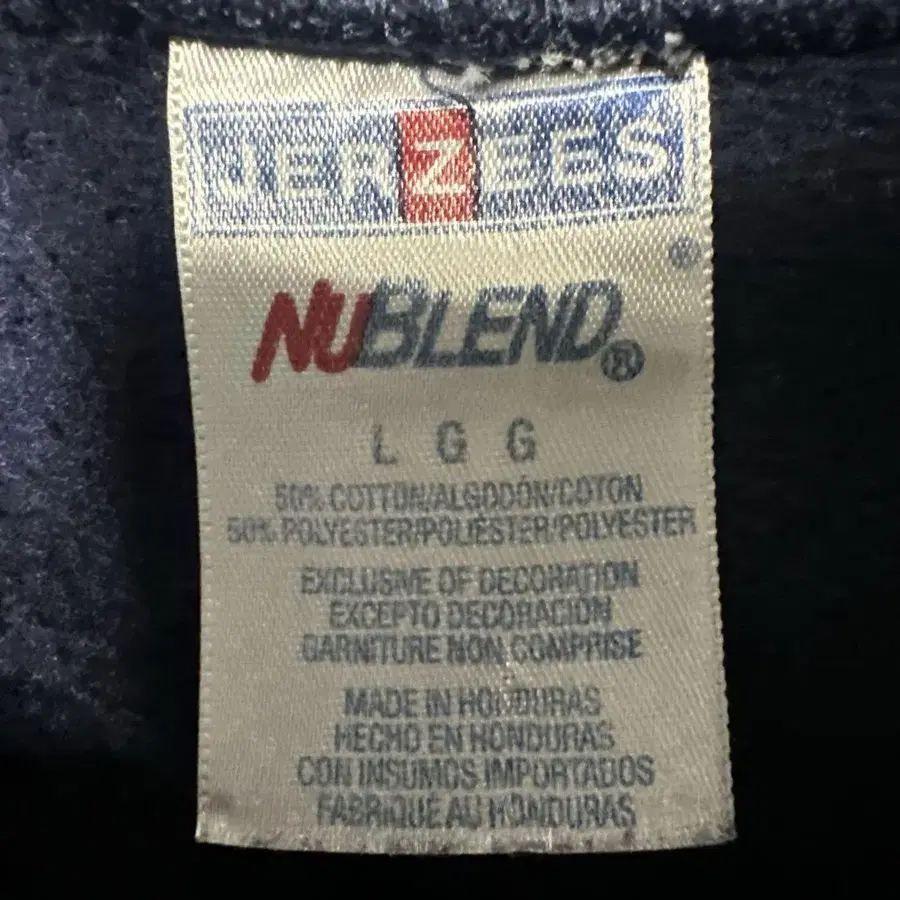 JERZEES
®
NUBLEND®
L G G
50% COTTON/ALGODÓN/COTON
50% POLYESTER/POLIÉSTER/POLYESTER
EXCLUSIVE OF DECORATION
EXCEPTO DECORACIÓN
GARNITURE NON COMPRISE
MADE IN HONDURAS
HECHO EN HONDURAS
CON INSUMOS IMPORTADOS
FABRIQUE AU HONDURAS